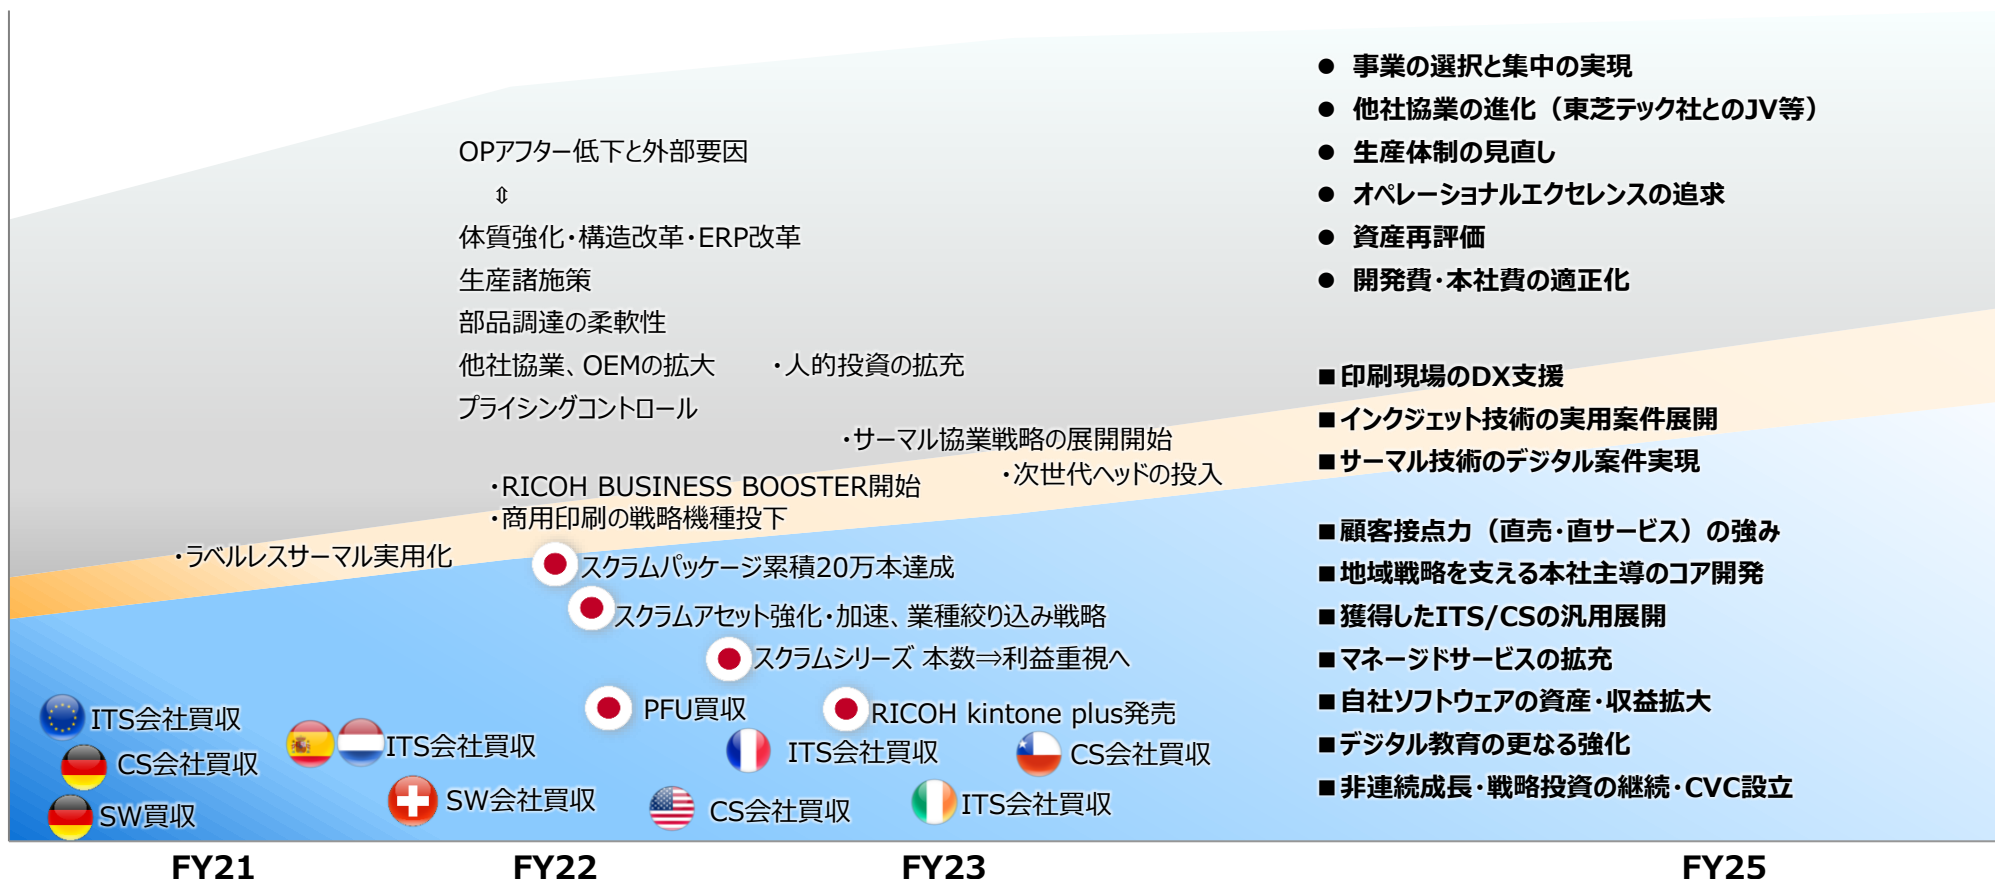 ● 事業の選択と集中の実現
● 他社協業の進化（東芝テック社とのJV等）
● 生産体制の見直し
● オペレーショナルエクセレンスの追求
● 資産再評価
● 開発費・本社費の適正化
OPアフター低下と外部要因
⇕
体質強化・構造改革・ERP改革
生産諸施策
部品調達の柔軟性
他社協業、OEMの拡大 ・人的投資の拡充
プライシングコントロール
■印刷現場のDX支援
■インクジェット技術の実用案件展開
■サーマル技術のデジタル案件実現
・サーマル協業戦略の展開開始
・次世代ヘッドの投入
・RICOH BUSINESS BOOSTER開始
・商用印刷の戦略機種投下
・ラベルレスサーマル実用化
スクラムパッケージ累積20万本達成
スクラムアセット強化・加速、業種絞り込み戦略
スクラムシリーズ 本数⇒利益重視へ
PFU買収
RICOH kintone plus発売
ITS会社買収
CS会社買収
SW買収
ITS会社買収
SW会社買収
ITS会社買収
CS会社買収
CS会社買収
ITS会社買収
■顧客接点力（直売・直サービス）の強み
■地域戦略を支える本社主導のコア開発
■獲得したITS/CSの汎用展開
■マネージドサービスの拡充
■自社ソフトウェアの資産・収益拡大
■デジタル教育の更なる強化
■非連続成長・戦略投資の継続・CVC設立
FY21
FY22
FY23
FY25